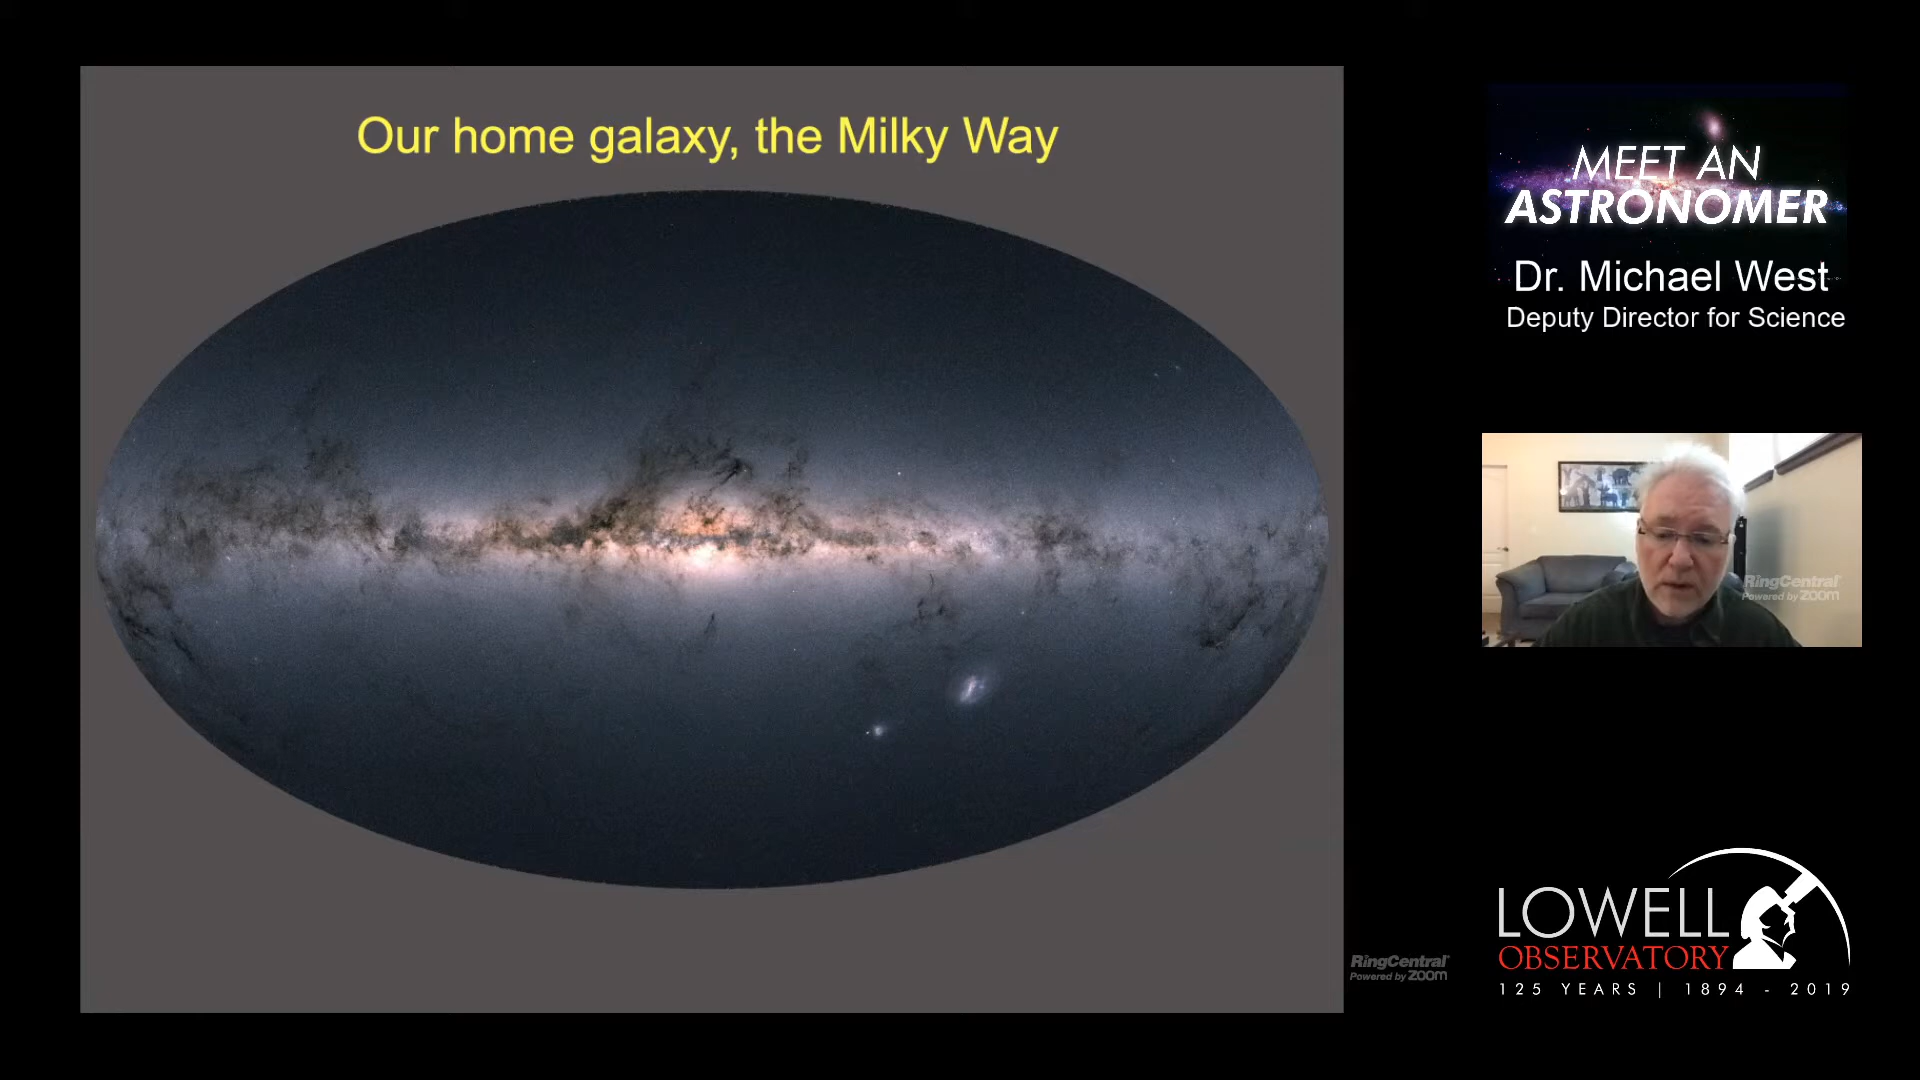 Our home galaxy, the Milky Way
MEET AN
ASTRONOMER
Dr. Michael West
Deputy Director for Science
RingCentral
Powered by zoom
RingCentral
Powered by zoom
LOWELL
OBSERVATORY
125 YEARS | 1894 - 2019